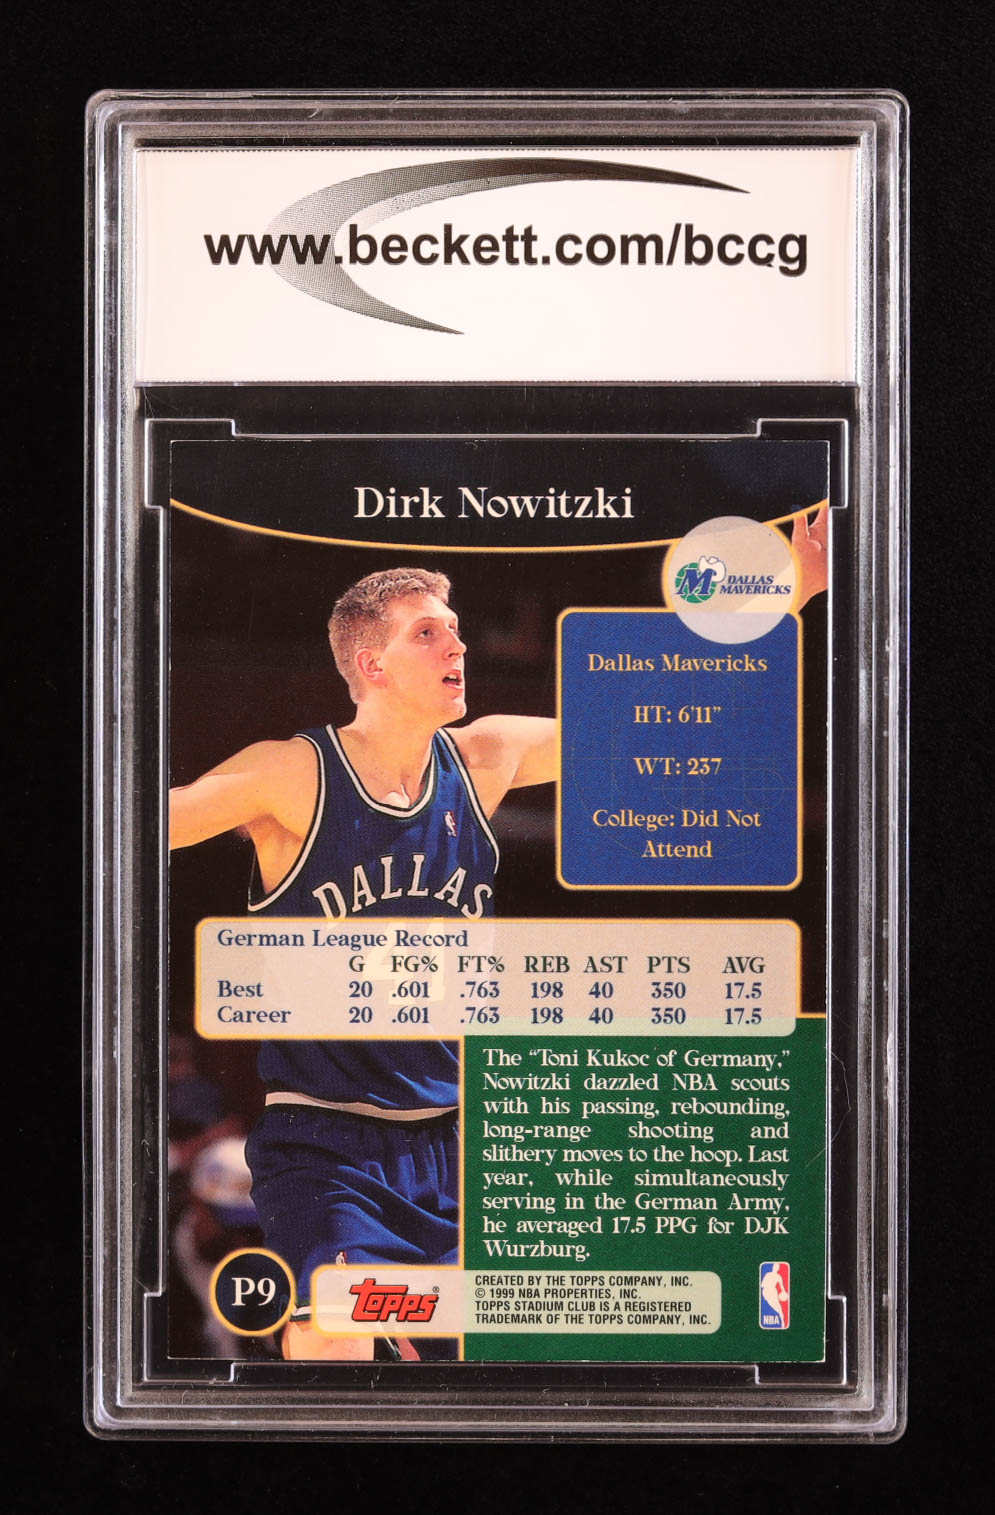 www.beckett.com/bccg
Dirk Nowitzki
M DALLAS
MAVERICKS
Dallas Mavericks
HT: 6'11"
WT: 237
College: Did Not
Attend
DALLAS
German League Record
G FG% FT% REB AST PTS AVG
Best 20 .601 .763 198 40 350 17.5
Career 20 .601 .763 198 40 350 17.5
The "Toni Kukoc of Germany,"
Nowitzki dazzled NBA scouts
with his passing, rebounding,
long-range shooting and
slithery moves to the hoop. Last
year, while simultaneously
serving in the German Army,
he averaged 17.5 PPG for DJK
Wurzburg.
P9
Topps®
CREATED BY THE TOPPS COMPANY, INC.
© 1999 NBA PROPERTIES, INC.
TOPPS STADIUM CLUB IS A REGISTERED
TRADEMARK OF THE TOPPS COMPANY, INC.
NBA